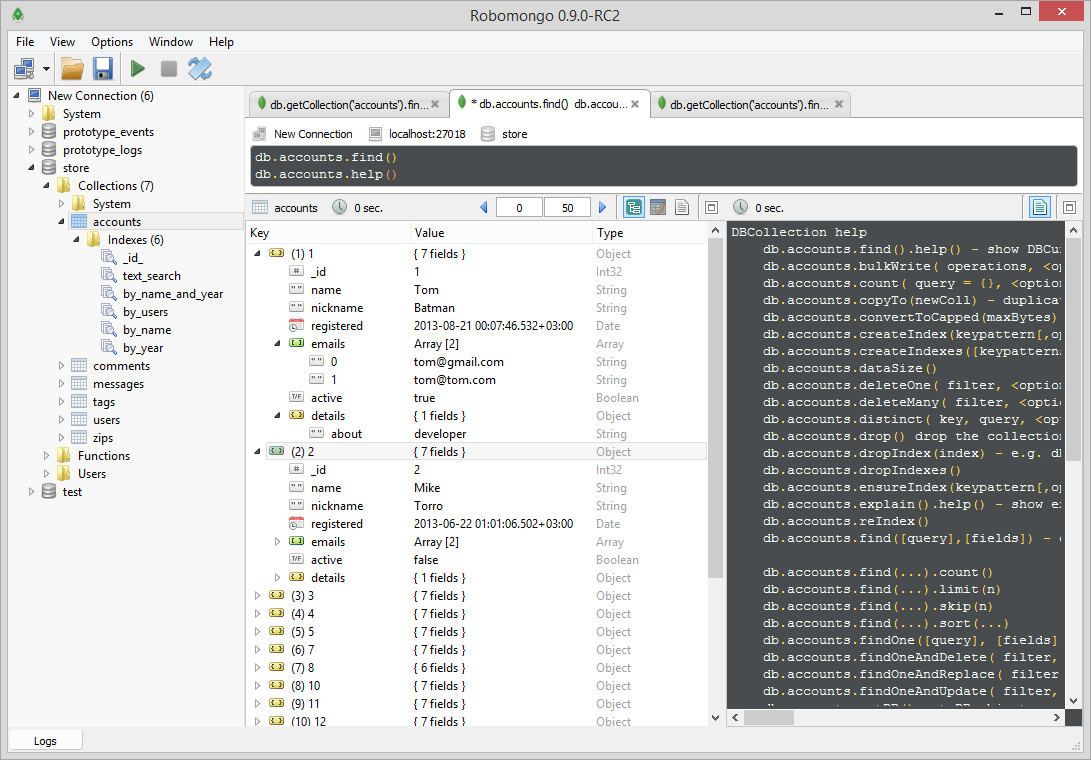 Robomongo 0.9.0-RC2
File View Options Window Help
New Connection (6)
System
prototype_events
prototype_logs
store
Collections (7)
System
accounts
Indexes (6)
_id_
text_search
by_name_and_year
by_users
by_name
by_year
comments
messages
tags
users
zips
Functions
Users
test
db.getCollection('accounts').fin... * db.accounts.find() db.accou... db.getCollection('accounts').fin...
New Connection localhost:27018 store
db.accounts.find()
db.accounts.help()
accounts 0 sec. 0 50
Key Value Type
(1) 1 { 7 fields } Object
_id 1 Int32
name Tom String
nickname Batman String
registered 2013-08-21 00:07:46.532+03:00 Date
emails Array [2] Array
0 tom@gmail.com String
1 tom@tom.com String
active true Boolean
details { 1 fields } Object
about developer String
(2) 2 { 7 fields } Object
_id 2 Int32
name Mike String
nickname Torro String
registered 2013-06-22 01:01:06.502+03:00 Date
emails Array [2] Array
active false Boolean
details { 1 fields } Object
(3) 3 { 7 fields } Object
(4) 4 { 7 fields } Object
(5) 5 { 7 fields } Object
(6) 7 { 7 fields } Object
(7) 8 { 6 fields } Object
(8) 10 { 7 fields } Object
(9) 11 { 7 fields } Object
(10) 12 { 7 fields } Object
0 sec.
DBCollection help
db.accounts.find().help() - show DBCu
db.accounts.bulkWrite( operations, <op
db.accounts.count( query = {}, <option
db.accounts.copyTo(newColl) - duplica
db.accounts.convertToCapped(maxBytes)
db.accounts.createIndex(keypattern[,op
db.accounts.createIndexes([keypattern
db.accounts.dataSize()
db.accounts.deleteOne( filter, <option
db.accounts.deleteMany( filter, <optio
db.accounts.distinct( key, query, <opt
db.accounts.drop() drop the collection
db.accounts.dropIndex(index) - e.g. db
db.accounts.dropIndexes()
db.accounts.ensureIndex(keypattern[,op
db.accounts.explain().help() - show ex
db.accounts.reIndex()
db.accounts.find([query],[fields]) -
db.accounts.find(...).count()
db.accounts.find(...).limit(n)
db.accounts.find(...).skip(n)
db.accounts.find(...).sort(...)
db.accounts.findOne([query], [fields]
db.accounts.findOneAndDelete( filter,
db.accounts.findOneAndReplace( filter
db.accounts.findOneAndUpdate( filter,
Logs